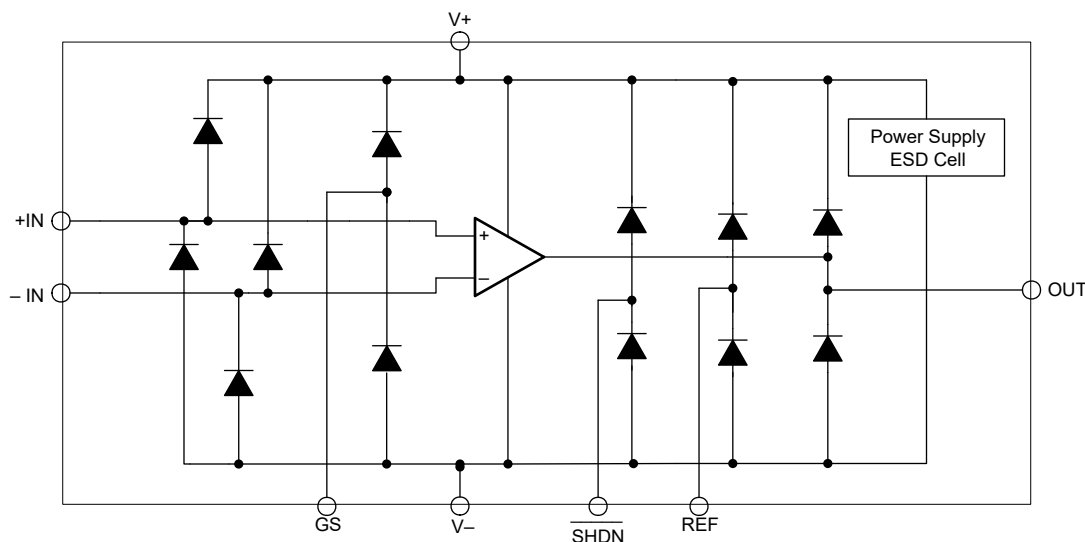 V+
Power Supply
ESD Cell
+IN
+
–
– IN
OUT
GS
V–
SHDN
REF